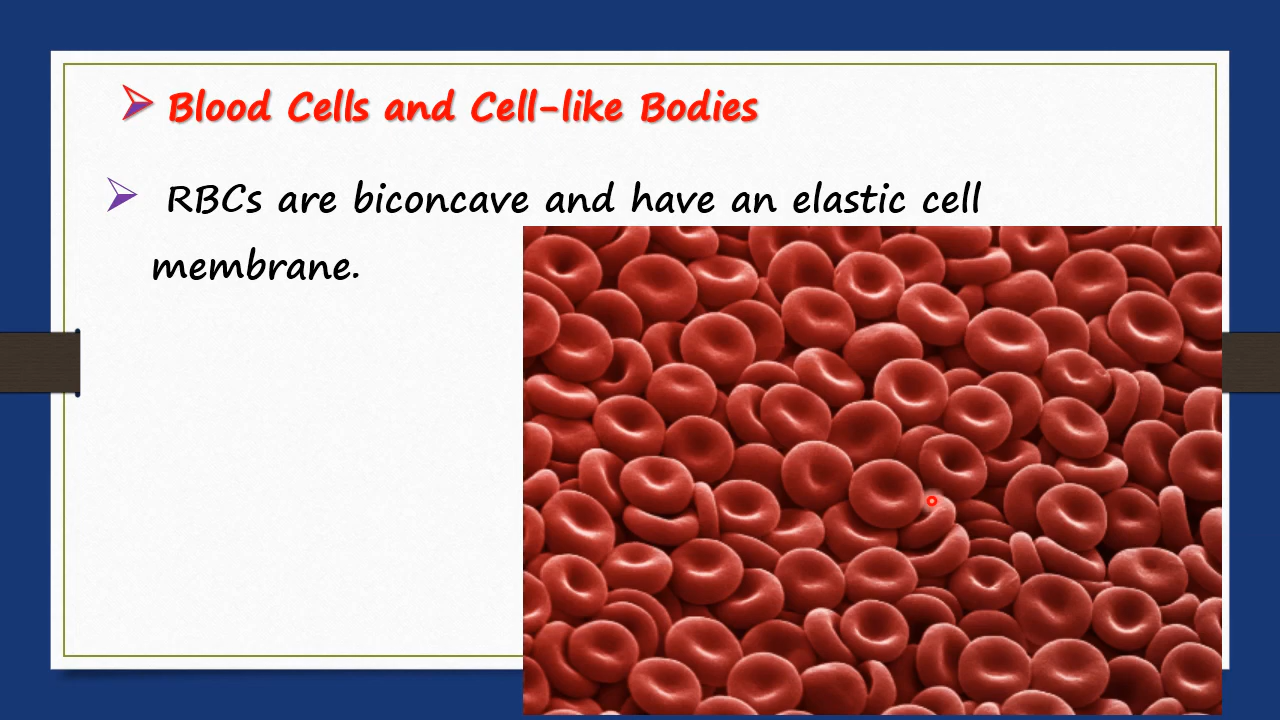 Blood Cells and Cell-like Bodies
RBCs are biconcave and have an elastic cell
membrane.